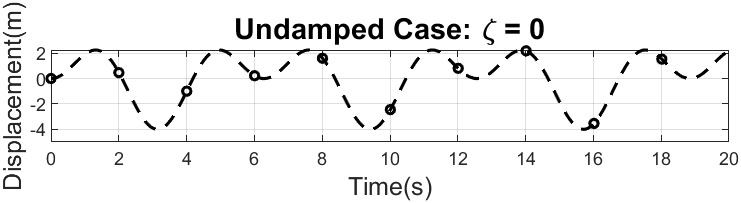 Undamped Case: ζ = 0
Displacement(m)
2
0
-2
-4
0 2 4 6 8 10 12 14 16 18 20
Time(s)